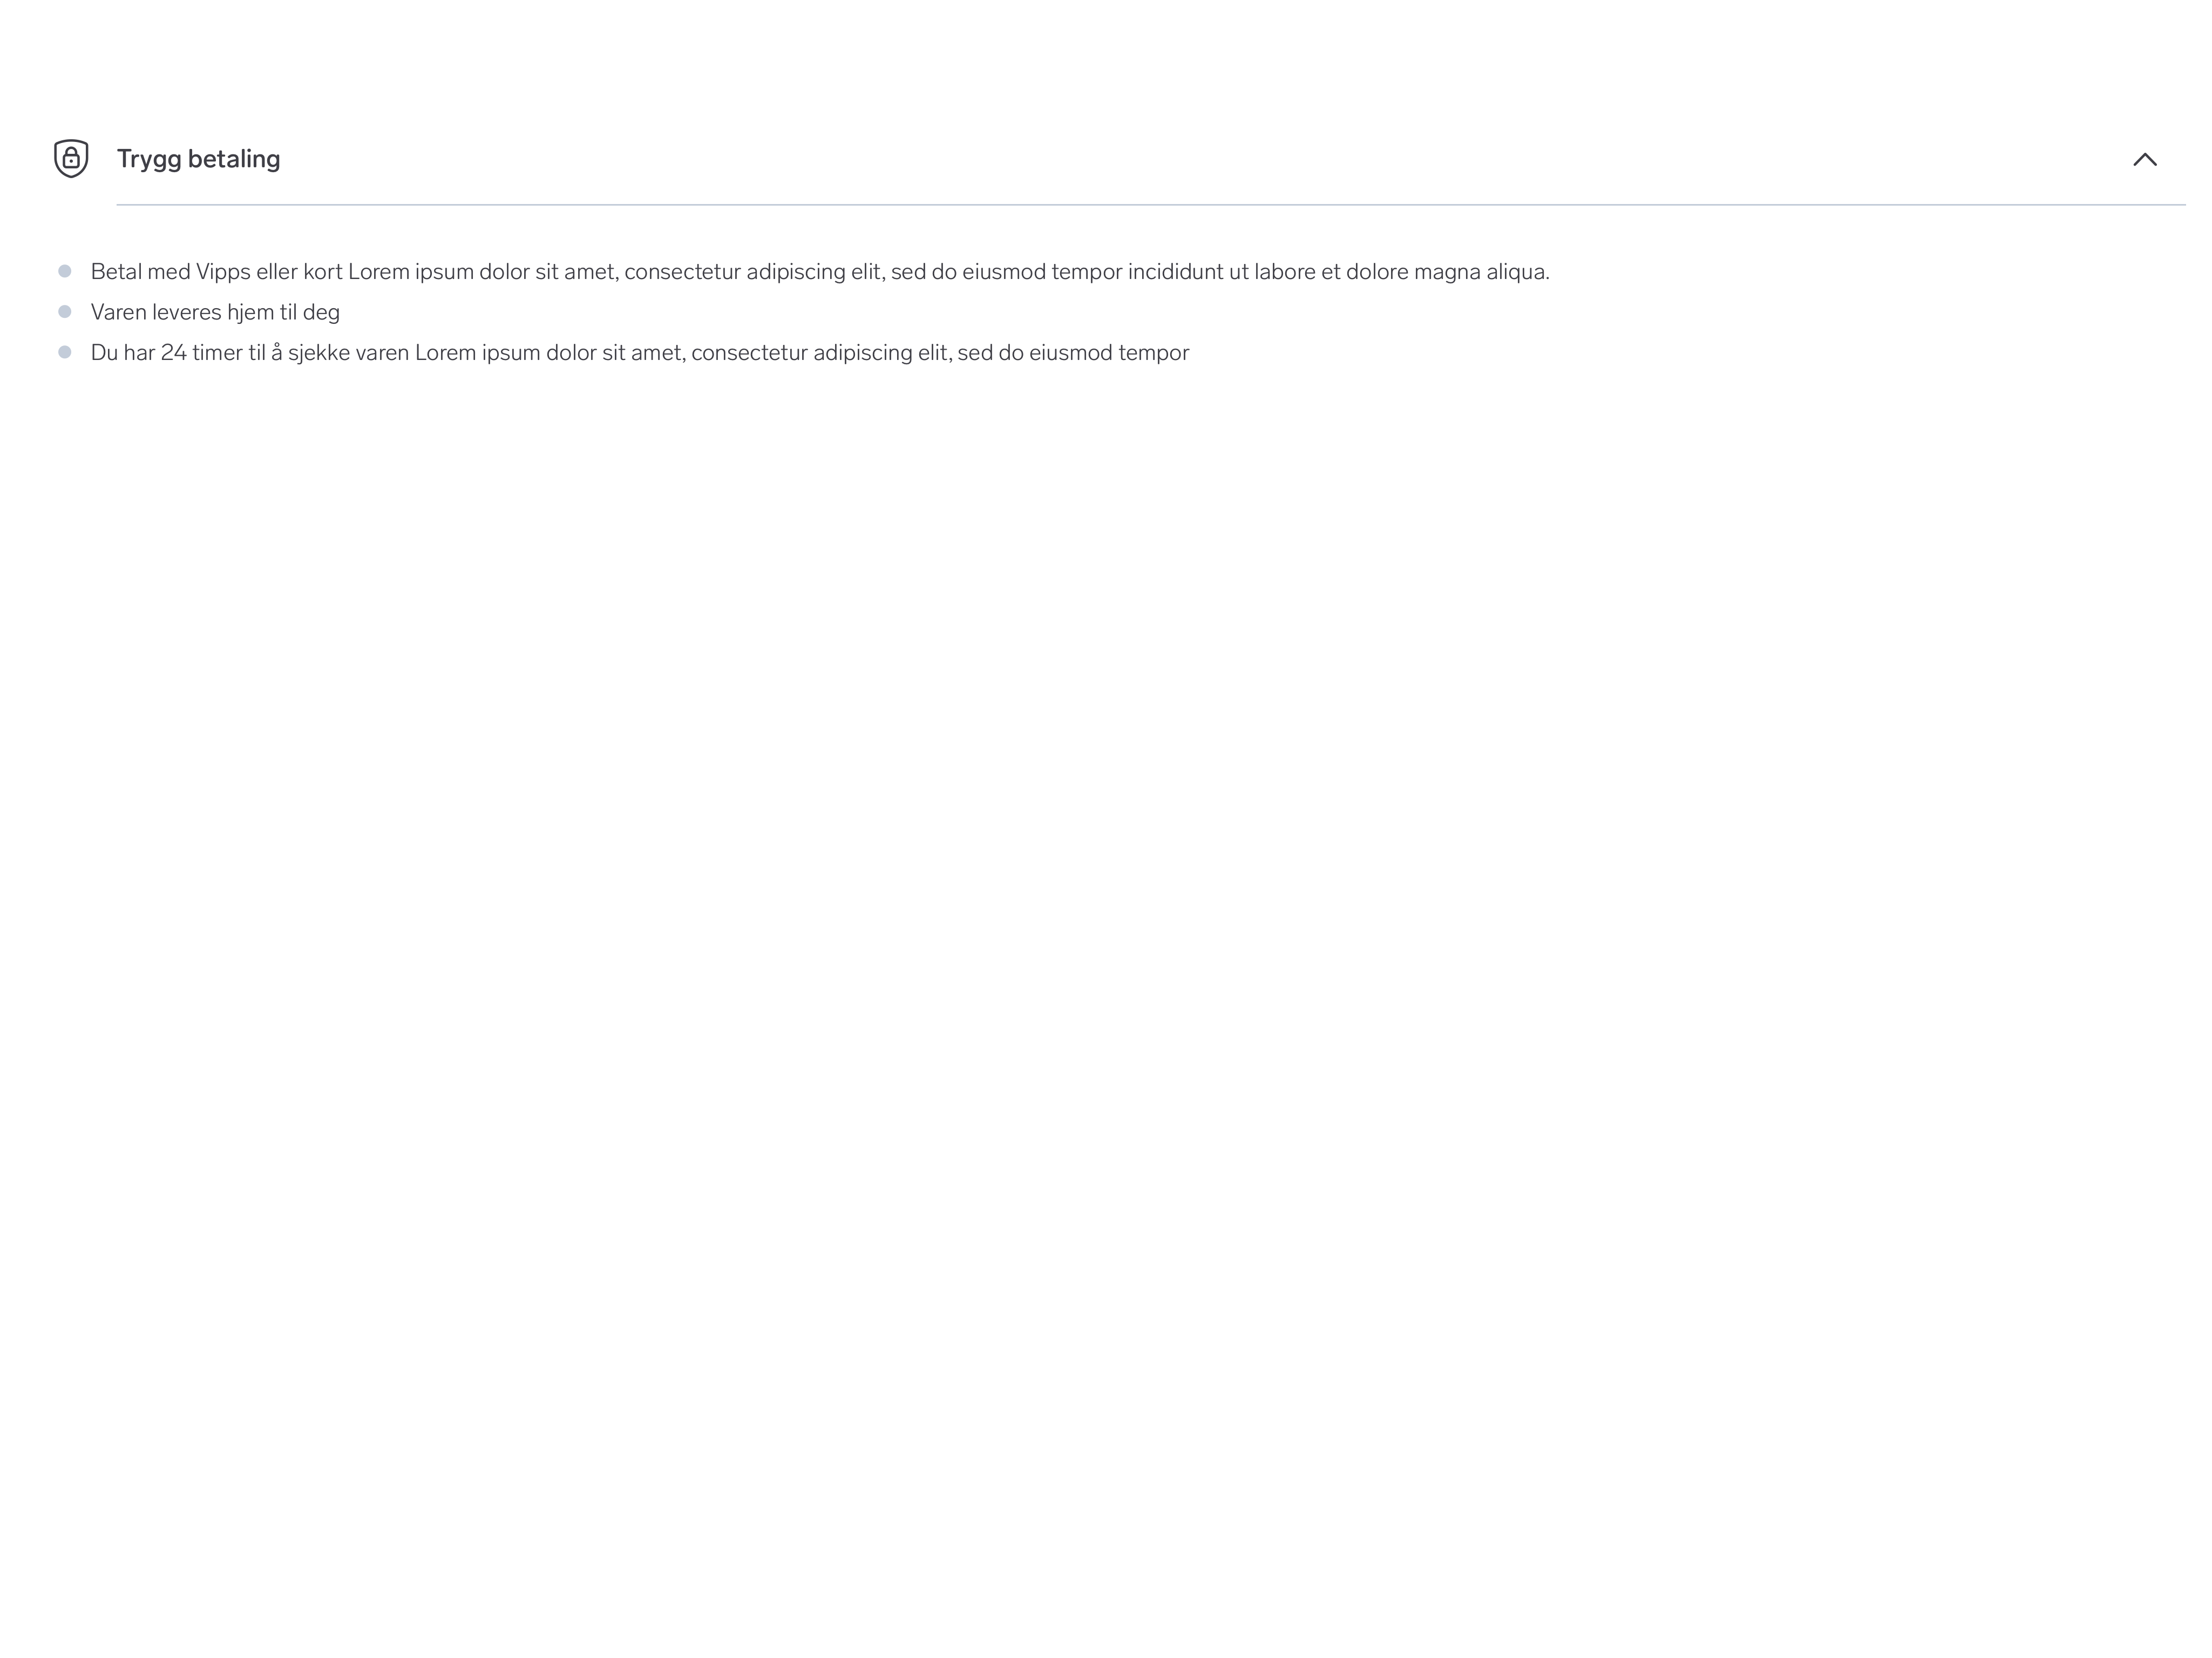 Trygg betaling
Betal med Vipps eller kort Lorem ipsum dolor sit amet, consectetur adipiscing elit, sed do eiusmod tempor incididunt ut labore et dolore magna aliqua.
Varen leveres hjem til deg
Du har 24 timer til å sjekke varen Lorem ipsum dolor sit amet, consectetur adipiscing elit, sed do eiusmod tempor